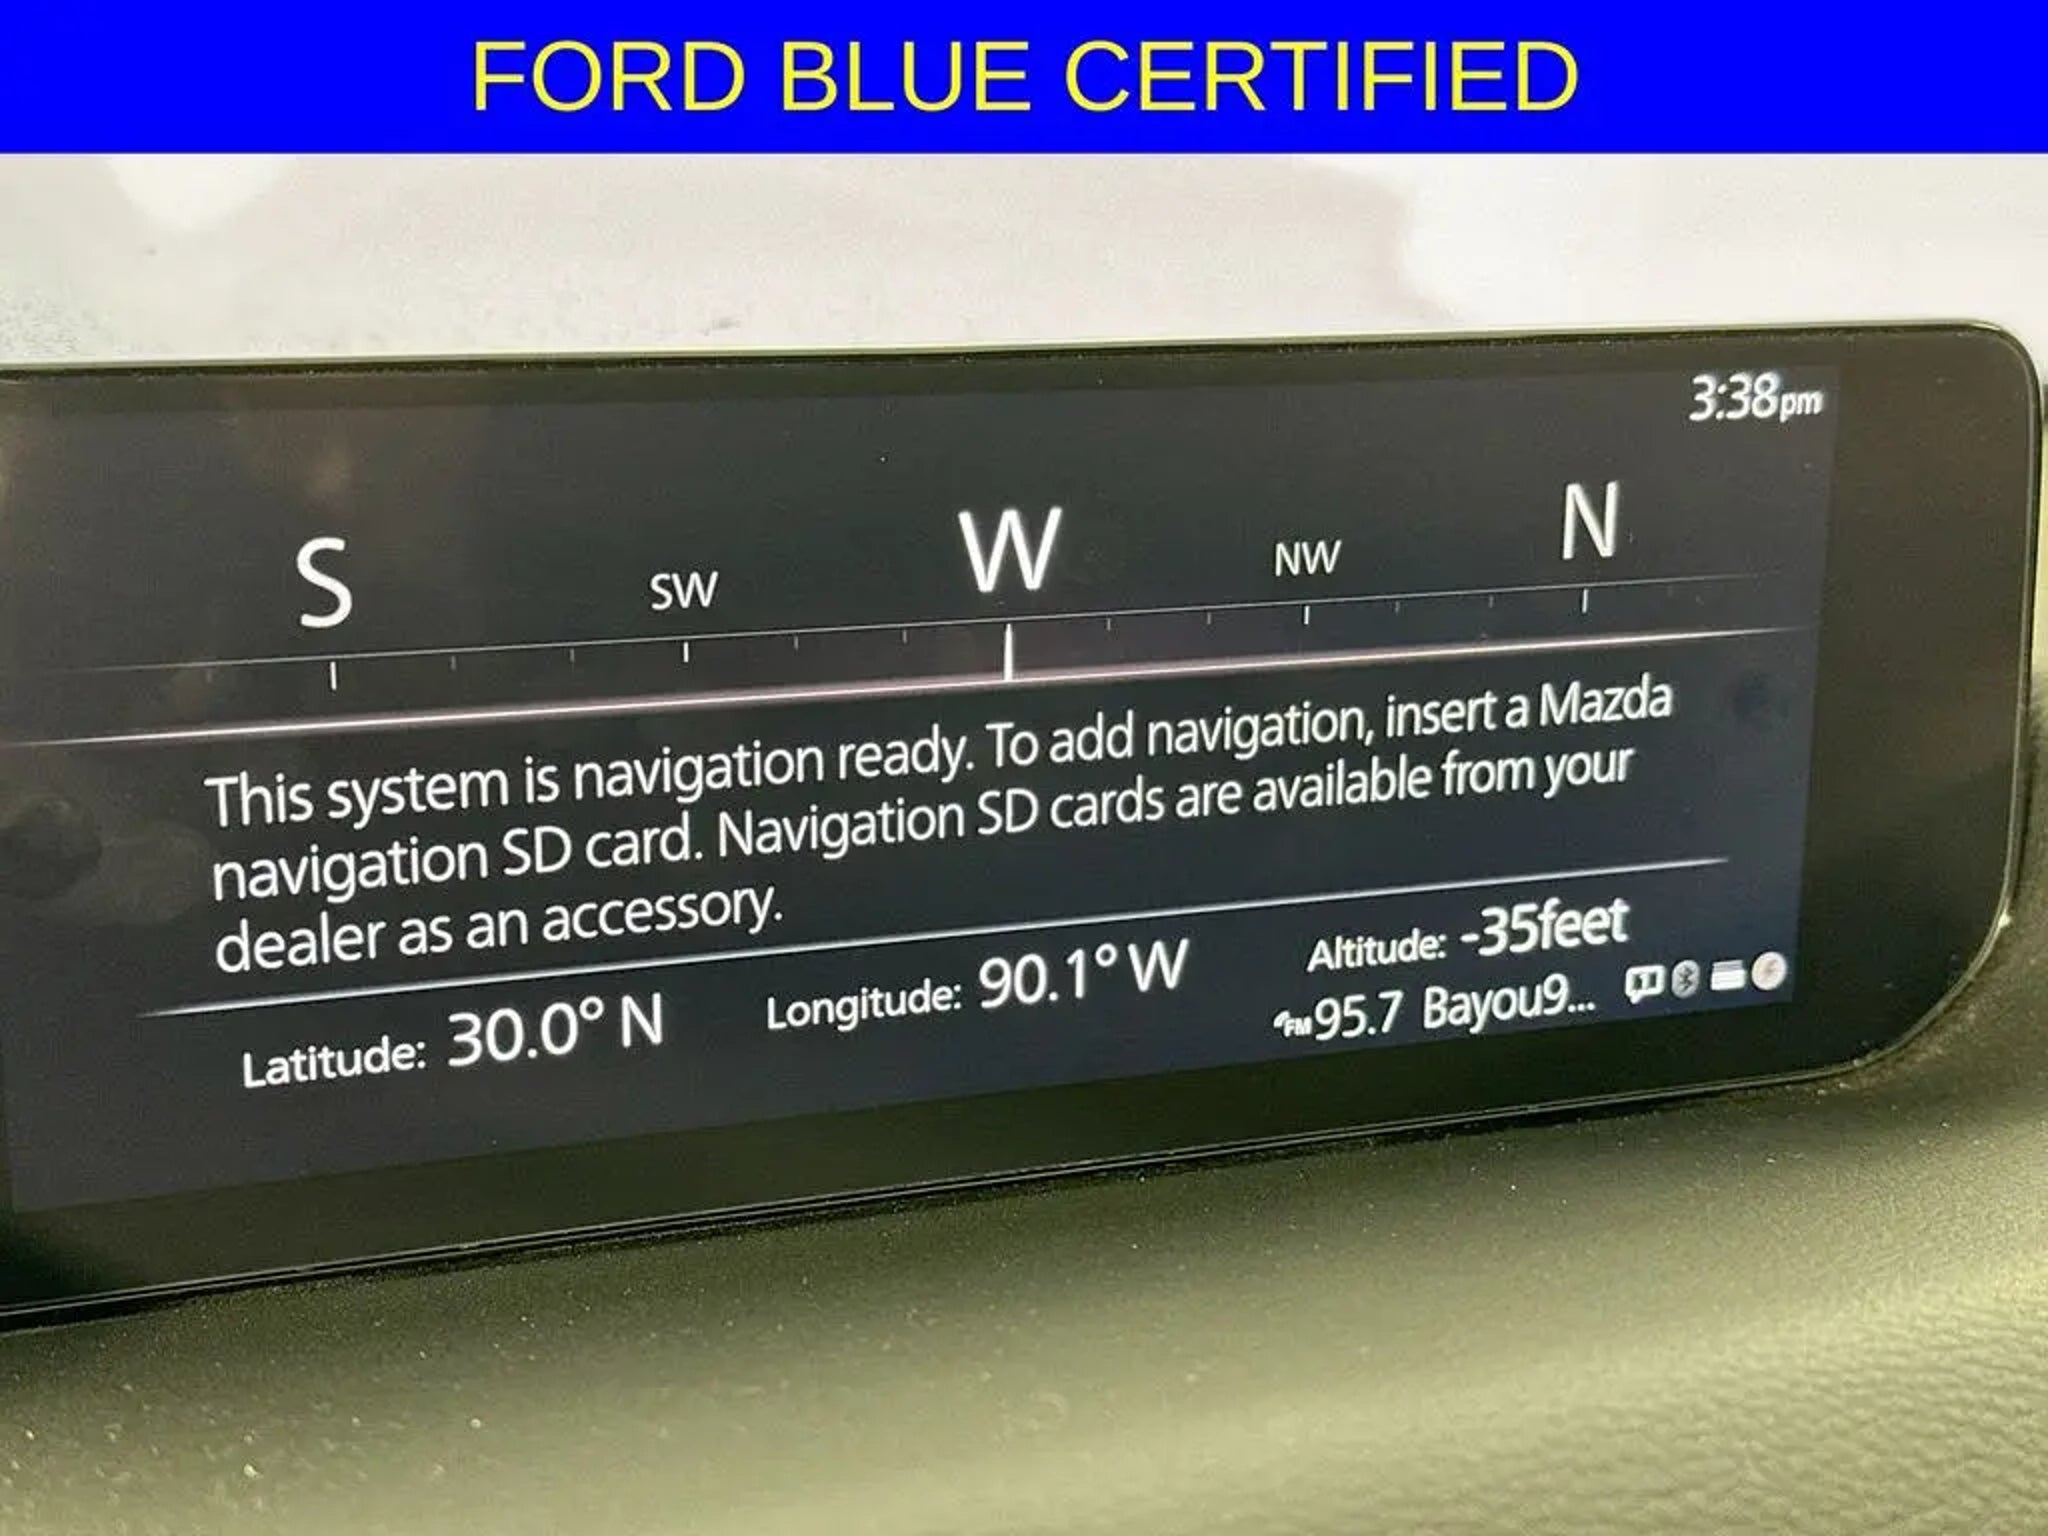 FORD BLUE CERTIFIED
3:38pm
S SW W NW N
This system is navigation ready. To add navigation, insert a Mazda
navigation SD card. Navigation SD cards are available from your
dealer as an accessory.
Latitude: 30.0° N Longitude: 90.1° W Altitude: -35feet
FM 95.7 Bayou9...